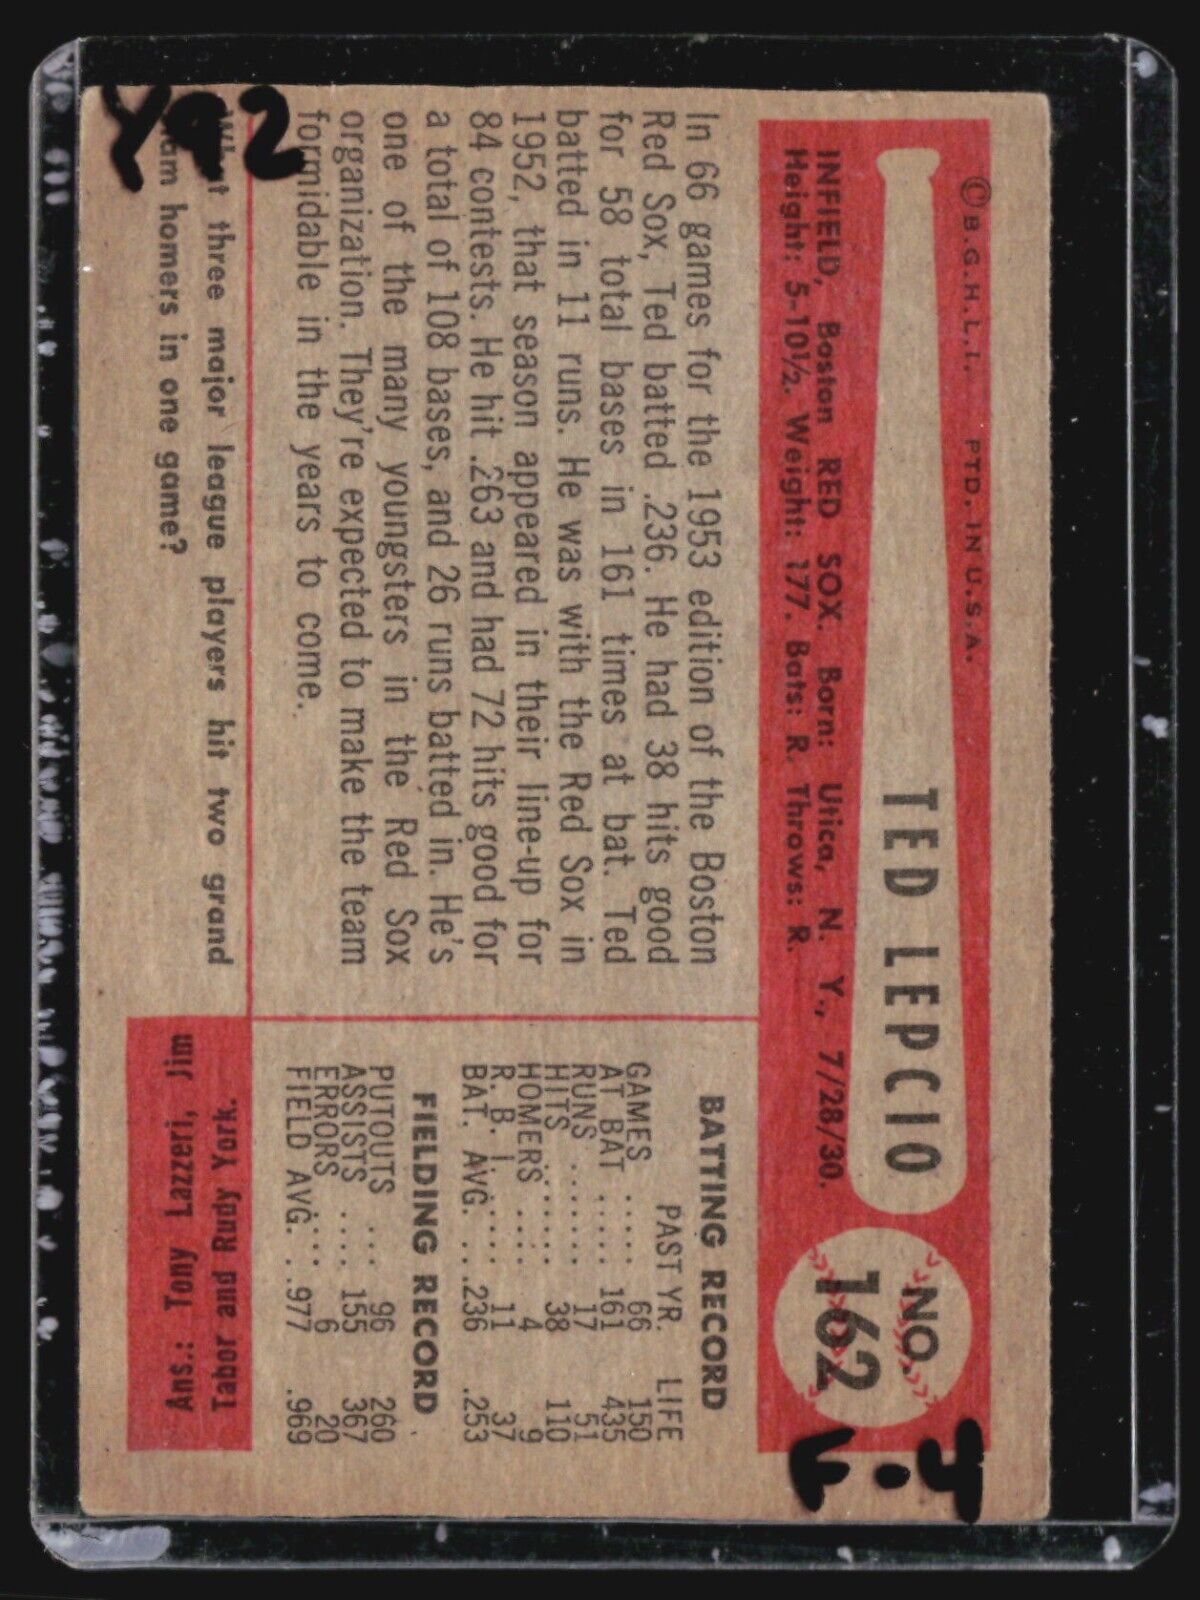 © B.G.H.L.I. PTD. IN U.S.A.
TED LEPCIO
NO.
162
INFIELD, Boston RED SOX. Born: Utica, N. Y., 7/28/30.
Height: 5-10½. Weight: 177. Bats: R. Throws: R.
In 66 games for the 1953 edition of the Boston
Red Sox, Ted batted .236. He had 38 hits good
for 58 total bases in 161 times at bat. Ted
batted in 11 runs. He was with the Red Sox in
1952, that season appeared in their line-up for
84 contests. He hit .263 and had 72 hits good for
a total of 108 bases, and 26 runs batted in. He's
one of the many youngsters in the Red Sox
organization. They're expected to make the team
formidable in the years to come.
BATTING RECORD
PAST YR. LIFE
GAMES ..... 66 150
AT BAT ..... 161 435
RUNS ....... 17 51
HITS ....... 38 110
HOMERS ..... 4 9
R. B. I. ..... 11 37
BAT. AVG. ...236 .253
FIELDING RECORD
PUTOUTS ... 96 260
ASSISTS .... 155 367
ERRORS .... 6 20
FIELD AVG. ..977 .969
What three major league players hit two grand
slam homers in one game?
Ans.: Tony Lazzeri, Jim
Tabor and Rudy York.
Y92